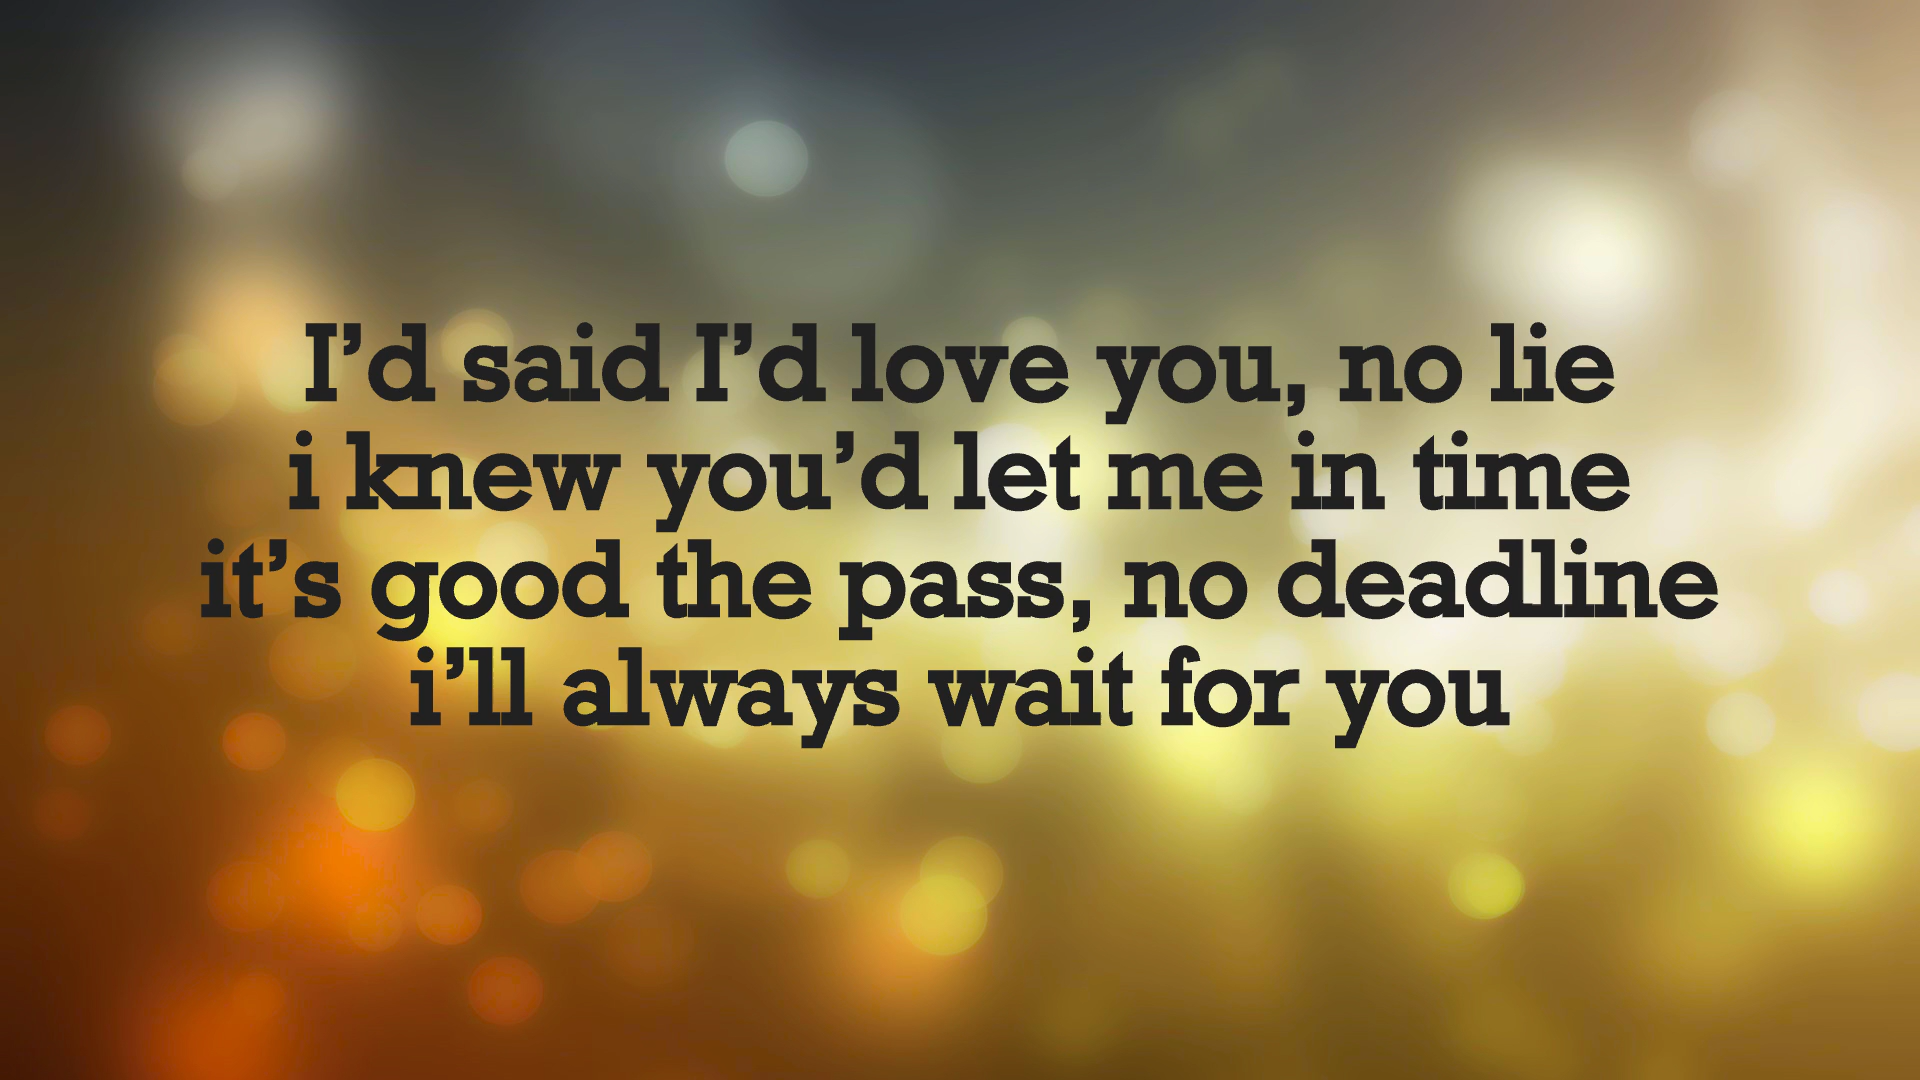 I’d said I’d love you, no lie
i knew you’d let me in time
it’s good the pass, no deadline
i’ll always wait for you